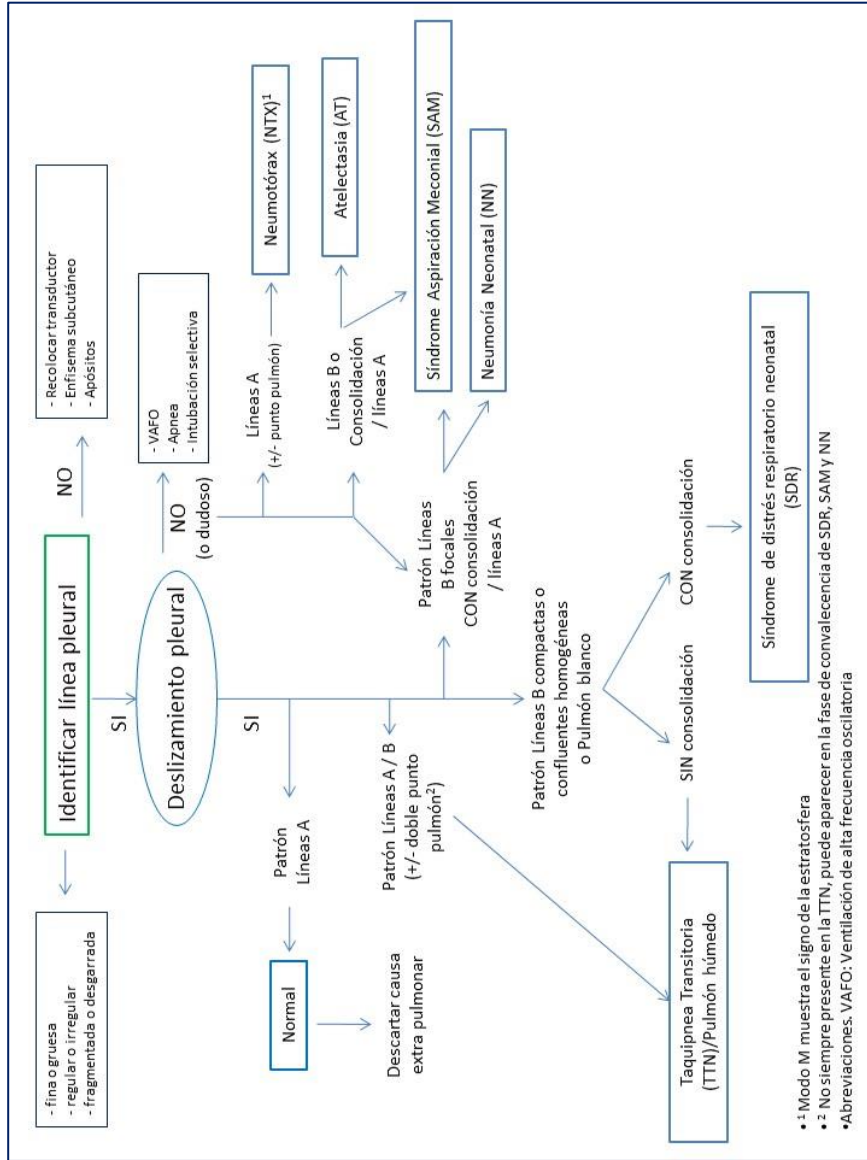 Identificar línea pleural
- fina o gruesa
- regular o irregular
- fragmentada o desgarrada
NO
- Recolocar transductor
- Enfisema subcutáneo
- Apósitos
SI
Deslizamiento pleural
NO
(o dudoso)
- VAFO
- Apnea
- Intubación selectiva
SI
Líneas A
(+/- punto pulmón)
Neumotórax (NTX)¹
Líneas B o
Consolidación
/ líneas A
Atelectasia (AT)
Patrón
Líneas A
Normal
Descartar causa
extra pulmonar
Patrón Líneas A / B
(+/- doble punto
pulmón²)
Patrón Líneas
B focales
CON consolidación
/ líneas A
Síndrome Aspiración Meconial (SAM)
Neumonía Neonatal (NN)
Patrón Líneas B compactas o
confluentes homogéneas
o Pulmón blanco
SIN consolidación
CON consolidación
Taquipnea Transitoria
(TTN)/Pulmón húmedo
Síndrome de distrés respiratorio neonatal
(SDR)
• ¹ Modo M muestra el signo de la estratosfera
• ² No siempre presente en la TTN, puede aparecer en la fase de convalecencia de SDR, SAM y NN
•Abreviaciones. VAFO: Ventilación de alta frecuencia oscilatoria